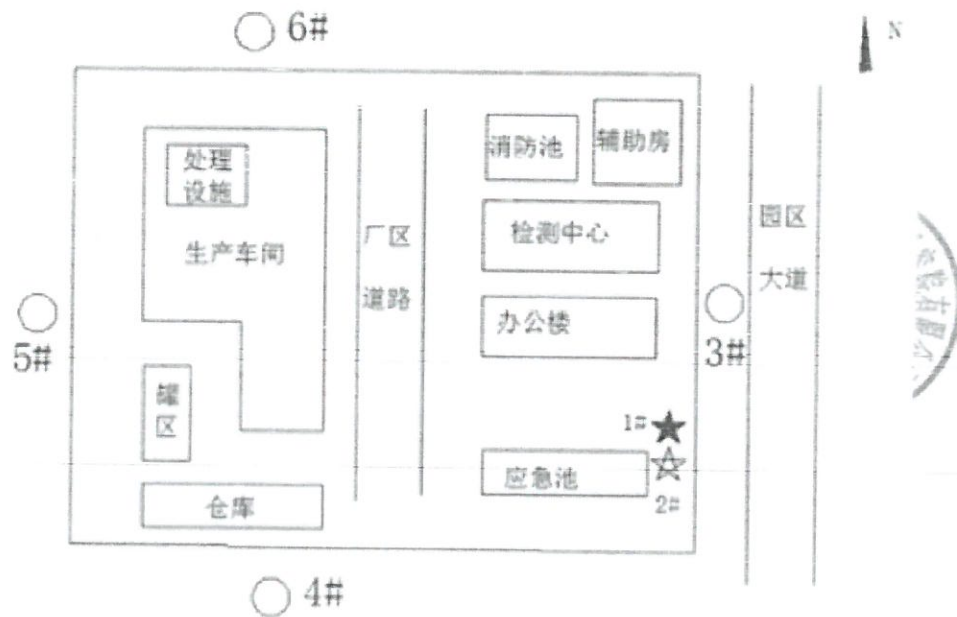 6#
N
消防池
辅助房
处理
设施
生产车间
厂区
道路
检测中心
园区
大道
办公楼
5#
3#
罐
区
1#
应急池
2#
仓库
4#